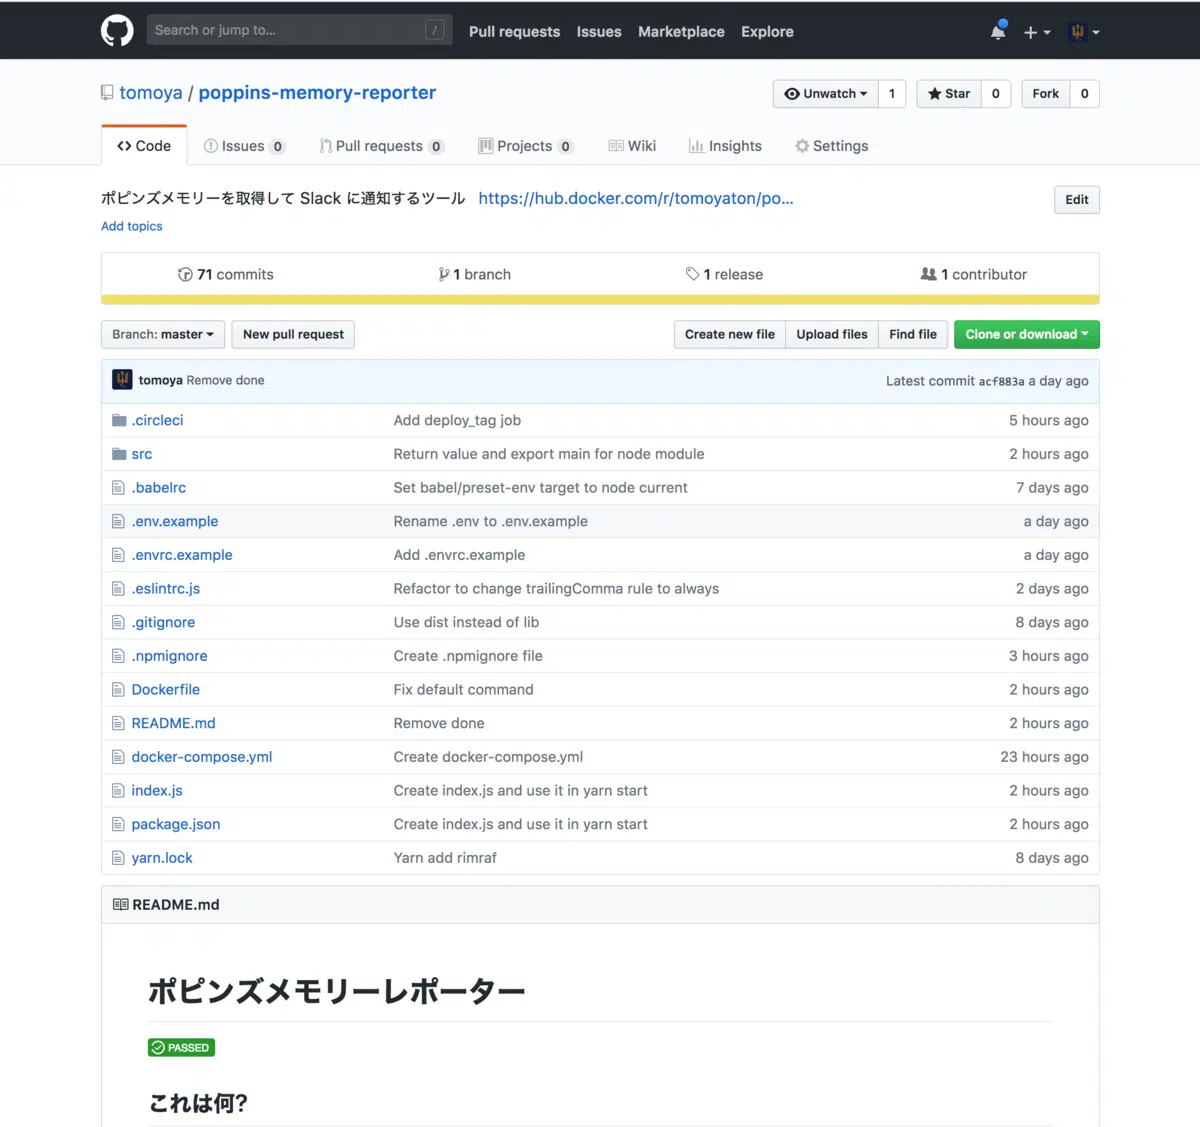 Search or jump to... /
Pull requests Issues Marketplace Explore
tomoya / poppins-memory-reporter
Unwatch 1 Star 0 Fork 0
Code Issues 0 Pull requests 0 Projects 0 Wiki Insights Settings
ポピンズメモリーを取得して Slack に通知するツール https://hub.docker.com/r/tomoyaton/po...
Edit
Add topics
71 commits 1 branch 1 release 1 contributor
Branch: master New pull request Create new file Upload files Find file Clone or download
tomoya Remove done Latest commit acf883a a day ago
.circleci Add deploy_tag job 5 hours ago
src Return value and export main for node module 2 hours ago
.babelrc Set babel/preset-env target to node current 7 days ago
.env.example Rename .env to .env.example a day ago
.envrc.example Add .envrc.example a day ago
.eslintrc.js Refactor to change trailingComma rule to always 2 days ago
.gitignore Use dist instead of lib 8 days ago
.npmignore Create .npmignore file 3 hours ago
Dockerfile Fix default command 2 hours ago
README.md Remove done 2 hours ago
docker-compose.yml Create docker-compose.yml 23 hours ago
index.js Create index.js and use it in yarn start 2 hours ago
package.json Create index.js and use it in yarn start 2 hours ago
yarn.lock Yarn add rimraf 8 days ago
README.md
ポピンズメモリーレポーター
PASSED
これは何?